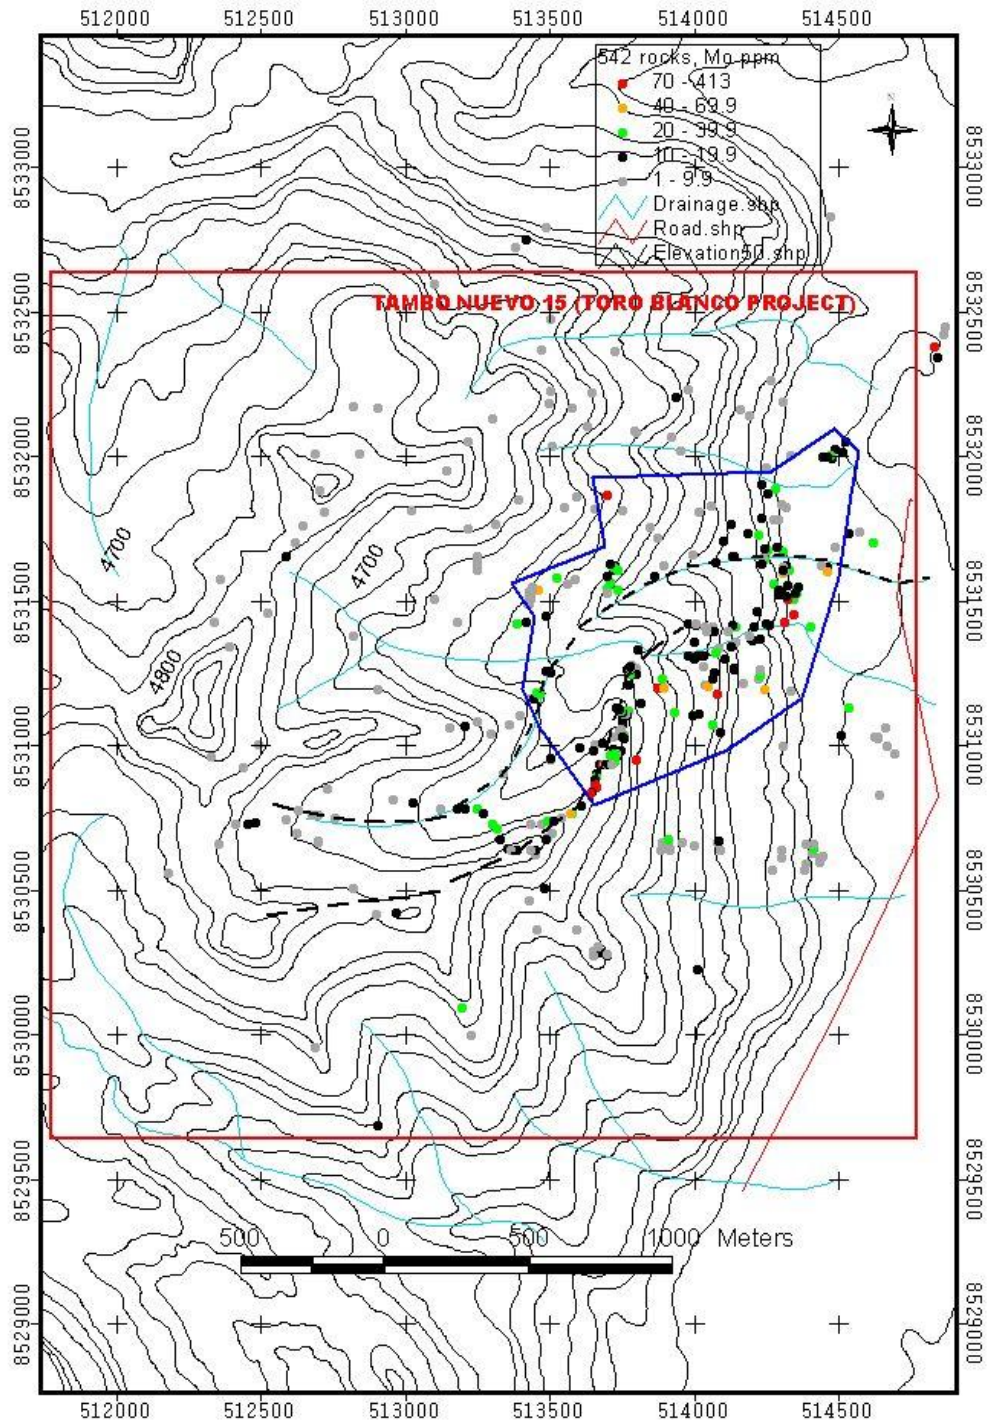 512000 512500 513000 513500 514000 514500
542 rocks, Mo ppm
70 - 413
40 - 69.9
20 - 39.9
10 - 19.9
1 - 9.9
Drainage.shp
Road.shp
Elevation50.shp
N
8533000 8533000
8532500 8532500
TAMBO NUEVO 15 (TORO BLANCO PROJECT)
8532000 8532000
4700
4700
8531500 8531500
4800
8531000 8531000
8530500 8530500
8530000 8530000
8529500 8529500
500 0 500 1000 Meters
8529000 8529000
512000 512500 513000 513500 514000 514500